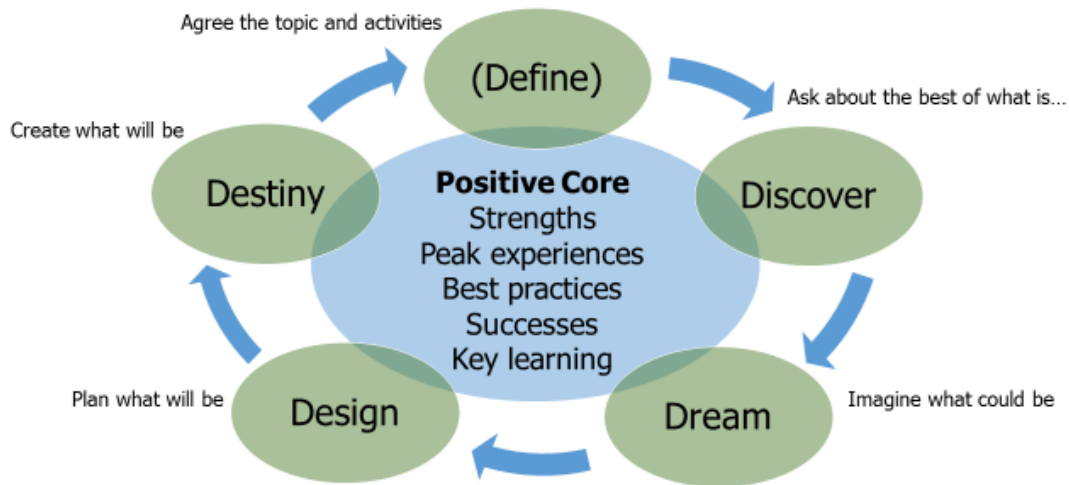 Agree the topic and activities
(Define)
Ask about the best of what is...
Create what will be
Destiny
Positive Core
Strengths
Peak experiences
Best practices
Successes
Key learning
Discover
Plan what will be
Design
Dream
Imagine what could be